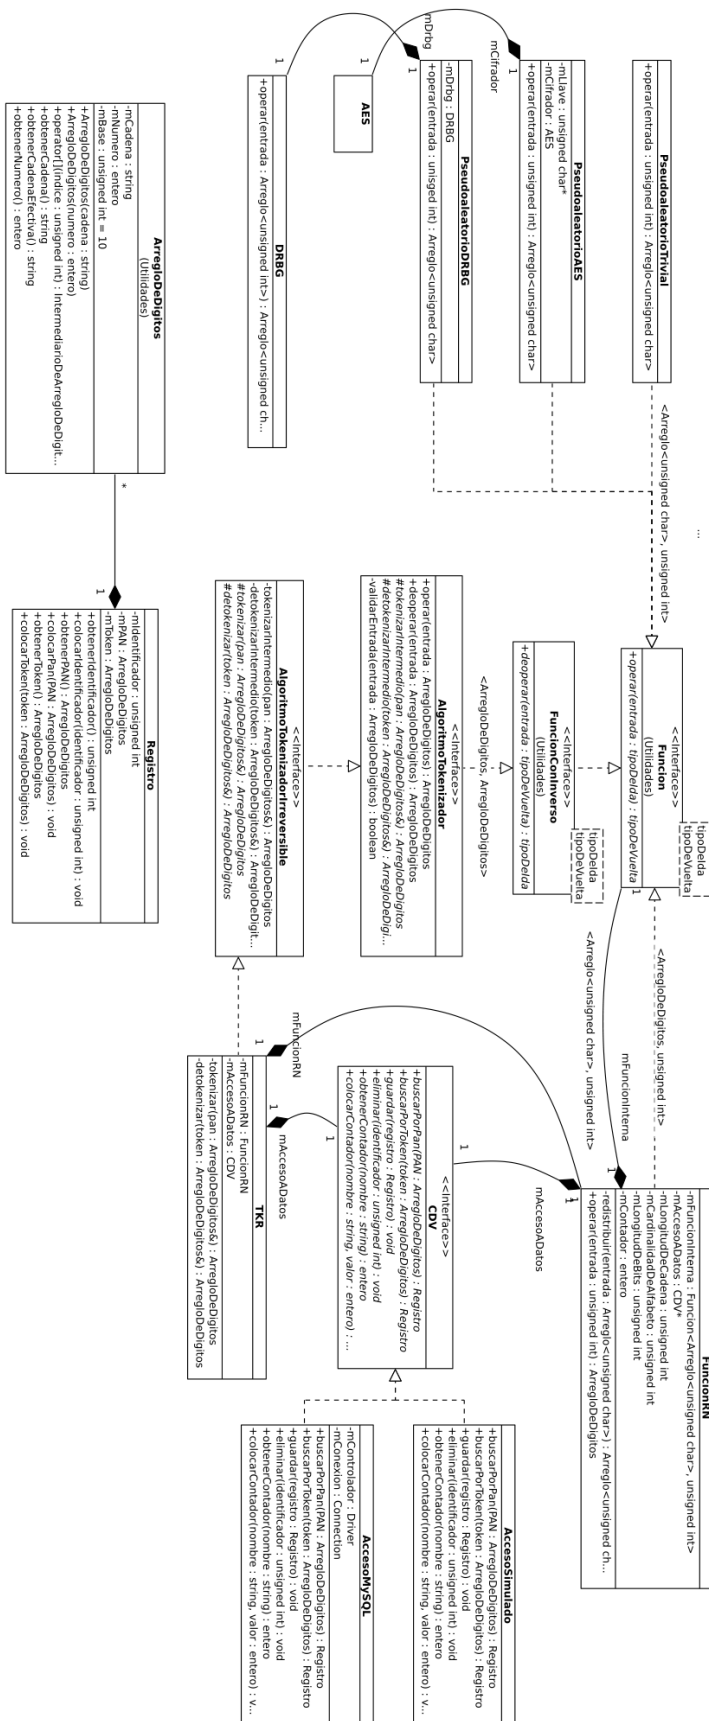 PseudoaleatorioTrivial
+operar(entrada : unsigned int) : Arreglo<unsigned char>
PseudoaleatorioAES
-mLlave : unsigned char*
-mCifrador : AES
+operar(entrada : unsigned int) : Arreglo<unsigned char>
mCifrador
1
1
AES
PseudoaleatorioDRBG
-mDrbg : DRBG
+operar(entrada : unisged int) : Arreglo<unsigned char>
mDrbg
1
1
DRBG
+operar(entrada : Arreglo<unsigned int>) : Arreglo<unsigned ch...
ArregloDeDigitos
(Utilidades)
-mCadena : string
-mNumero : entero
-mBase : unsigned int = 10
+ArregloDeDigitos(cadena : string)
+ArregloDeDigitos(numero : entero)
+operator[](indice : unsigned int) : IntermediarioDeArregloDeDigit...
+obtenerCadena() : string
+obtenerCadenaEfectiva() : string
+obtenerNumero() : entero
*
1
...
<Arreglo<unsigned char>, unsigned int>
<<Interface>>
Funcion
(Utilidades)
+operar(entrada : tipoDeIda) : tipoDeVuelta
tipoDeIda
tipoDeVuelta
<<Interface>>
FuncionConInverso
(Utilidades)
+deoperar(entrada : tipoDeVuelta) : tipoDeIda
tipoDeIda
tipoDeVuelta
<ArregloDeDigitos, ArregloDeDigitos>
<<Interface>>
AlgoritmoTokenizador
+operar(entrada : ArregloDeDigitos) : ArregloDeDigitos
+deoperar(entrada : ArregloDeDigitos) : ArregloDeDigitos
#tokenizarIntermedio(pan : ArregloDeDigitos&) : ArregloDeDigitos
#detokenizarIntermedio(token : ArregloDeDigitos&) : ArregloDeDigi...
-validarEntrada(entrada : ArregloDeDigitos) : boolean
<<Interface>>
AlgoritmoTokenizadorIrreversible
-tokenizarIntermedio(pan : ArregloDeDigitos&) : ArregloDeDigitos
-detokenizarIntermedio(token : ArregloDeDigitos&) : ArregloDeDigit...
#tokenizar(pan : ArregloDeDigitos&) : ArregloDeDigitos
#detokenizar(token : ArregloDeDigitos&) : ArregloDeDigitos
Registro
-mIdentificador : unsigned int
-mPAN : ArregloDeDigitos
-mToken : ArregloDeDigitos
+obtenerIdentificador() : unsigned int
+colocarIdentificador(identificador : unsigned int) : void
+obtenerPAN() : ArregloDeDigitos
+colocarPan(PAN : ArregloDeDigitos) : void
+obtenerToken() : ArregloDeDigitos
+colocarToken(token : ArregloDeDigitos) : void
<ArregloDeDigitos, unsigned int>
1
mFuncionInterna
1
<Arreglo<unsigned char>, unsigned int>
FuncionRN
-mFuncionInterna : Funcion<Arreglo<unsigned char>, unsigned int>
-mAccesoADatos : CDV*
-mLongitudDeCadena : unsigned int
-mCardinalidadDeAlfabeto : unsigned int
-mLongitudDeBits : unsigned int
-mContador : entero
-redistribuir(entrada : Arreglo<unsigned char>) : Arreglo<unsigned ch...
+operar(entrada : unsigned int) : ArregloDeDigitos
1
1
mAccesoADatos
1
<<Interface>>
CDV
+buscarPorPan(PAN : ArregloDeDigitos) : Registro
+buscarPorToken(token : ArregloDeDigitos) : Registro
+guardar(registro : Registro) : void
+eliminar(identificador : unsigned int) : void
+obtenerContador(nombre : string) : entero
+colocarContador(nombre : string, valor : entero) : ...
mFuncionRN
1
1
mAccesoADatos
1
TKR
-mFuncionRN : FuncionRN
-mAccesoADatos : CDV
-tokenizar(pan : ArregloDeDigitos&) : ArregloDeDigitos
-detokenizar(token : ArregloDeDigitos&) : ArregloDeDigitos
AccesoSimulado
+buscarPorPan(PAN : ArregloDeDigitos) : Registro
+buscarPorToken(token : ArregloDeDigitos) : Registro
+guardar(registro : Registro) : void
+eliminar(identificador : unsigned int) : void
+obtenerContador(nombre : string) : entero
+colocarContador(nombre : string, valor : entero) : v...
AccesoMySQL
-mControlador : Driver
-mConexion : Connection
+buscarPorPan(PAN : ArregloDeDigitos) : Registro
+buscarPorToken(token : ArregloDeDigitos) : Registro
+guardar(registro : Registro) : void
+eliminar(identificador : unsigned int) : void
+obtenerContador(nombre : string) : entero
+colocarContador(nombre : string, valor : entero) : v...